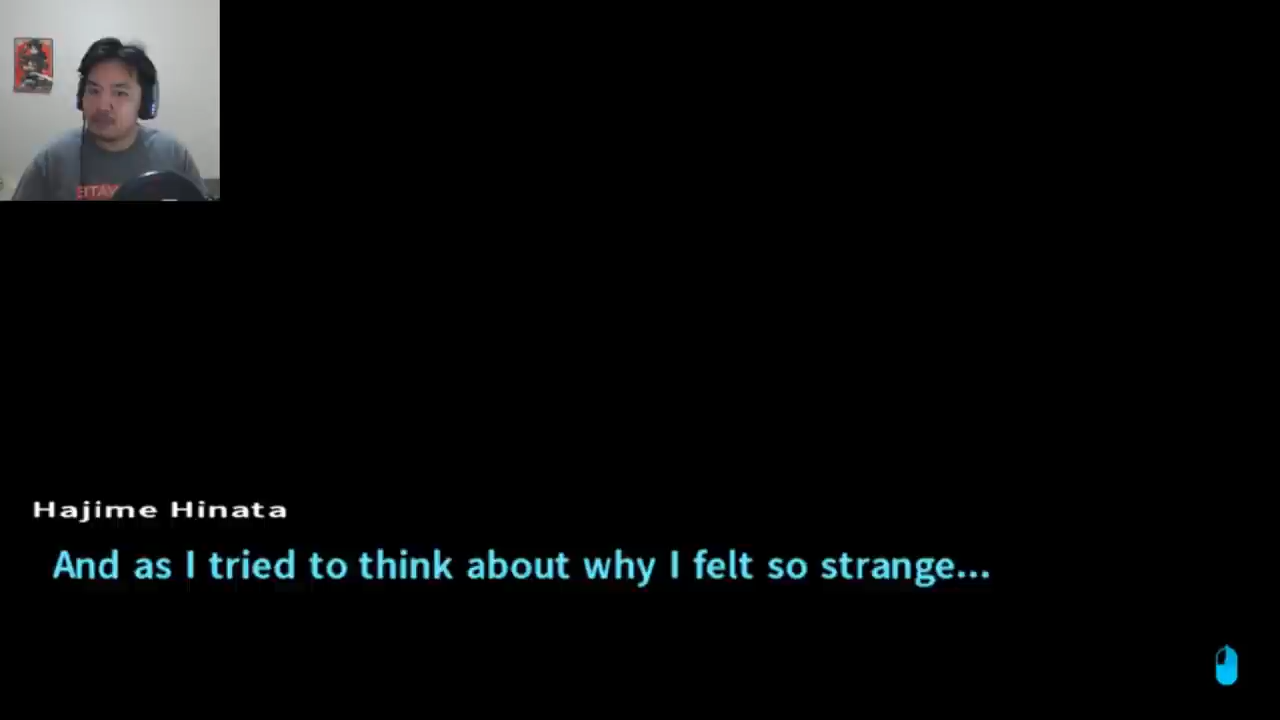 Hajime Hinata
And as I tried to think about why I felt so strange...